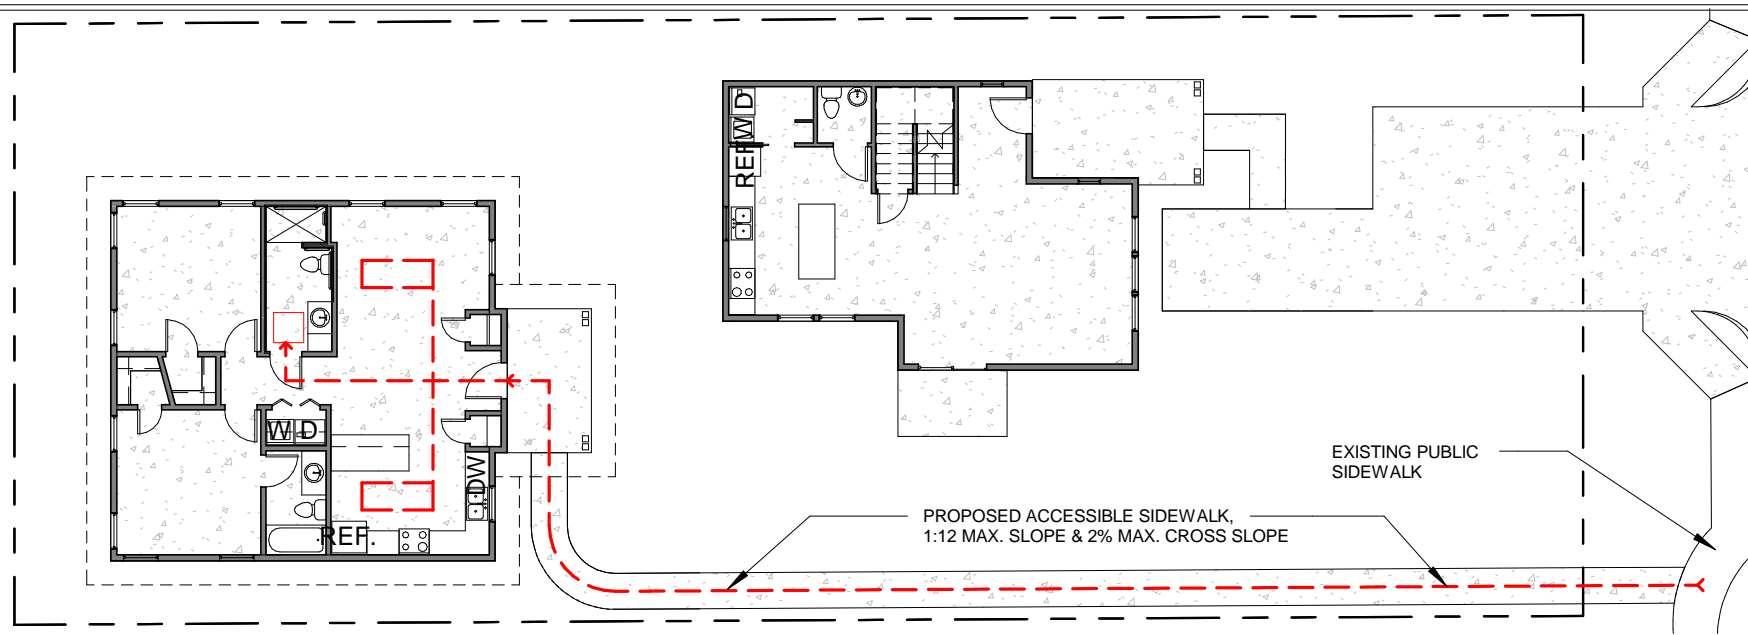 W D
REF.
W D
REF.
DW
EXISTING PUBLIC
SIDEWALK
PROPOSED ACCESSIBLE SIDEWALK,
1:12 MAX. SLOPE & 2% MAX. CROSS SLOPE